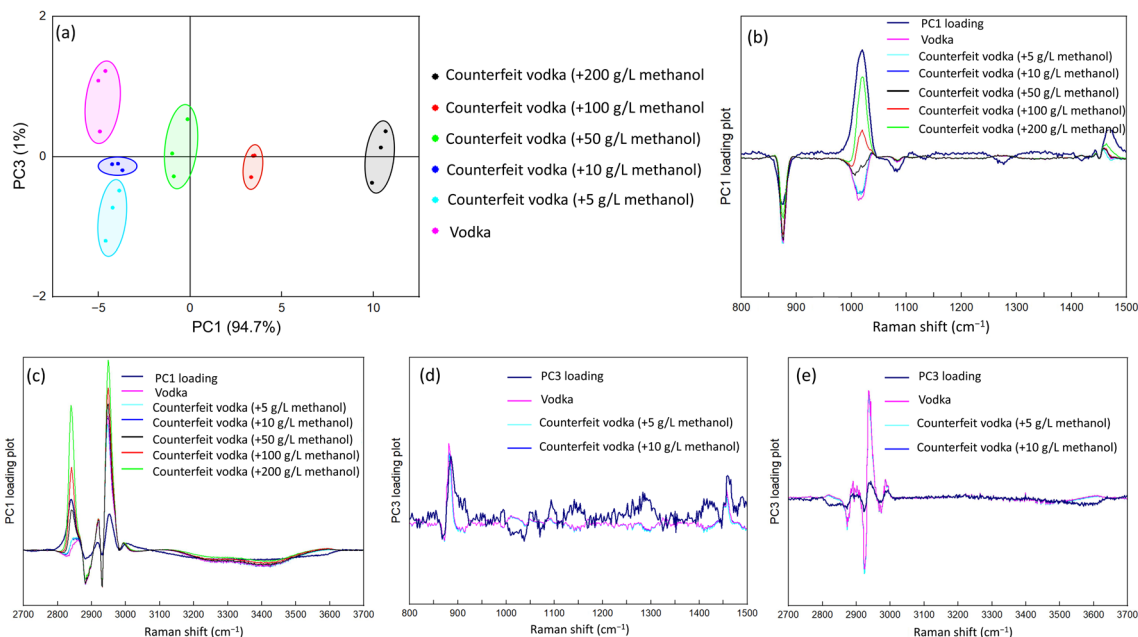 (a)
PC3 (1%)
2
0
−2
−5
0
5
10
PC1 (94.7%)
Counterfeit vodka (+200 g/L methanol
Counterfeit vodka (+100 g/L methanol)
Counterfeit vodka (+50 g/L methanol)
Counterfeit vodka (+10 g/L methanol)
Counterfeit vodka (+5 g/L methanol)
Vodka
(b)
PC1 loading plot
PC1 loading
Vodka
Counterfeit vodka (+5 g/L methanol)
Counterfeit vodka (+10 g/L methanol)
Counterfeit vodka (+50 g/L methanol)
Counterfeit vodka (+100 g/L methanol)
Counterfeit vodka (+200 g/L methanol)
800 900 1000 1100 1200 1300 1400 1500
Raman shift (cm⁻¹)
(c)
PC1 loading plot
PC1 loading
Vodka
Counterfeit vodka (+5 g/L methanol)
Counterfeit vodka (+10 g/L methanol)
Counterfeit vodka (+50 g/L methanol)
Counterfeit vodka (+100 g/L methanol)
Counterfeit vodka (+200 g/L methanol)
2700 2800 2900 3000 3100 3200 3300 3400 3500 3600 3700
Raman shift (cm⁻¹)
(d)
PC3 loading plot
PC3 loading
Vodka
Counterfeit vodka (+5 g/L methanol)
Counterfeit vodka (+10 g/L methanol)
800 900 1000 1100 1200 1300 1400 1500
Raman shift (cm⁻¹)
(e)
PC3 loading plot
PC3 loading
Vodka
Counterfeit vodka (+5 g/L methanol)
Counterfeit vodka (+10 g/L methanol)
2700 2800 2900 3000 3100 3200 3300 3400 3500 3600 3700
Raman shift (cm⁻¹)